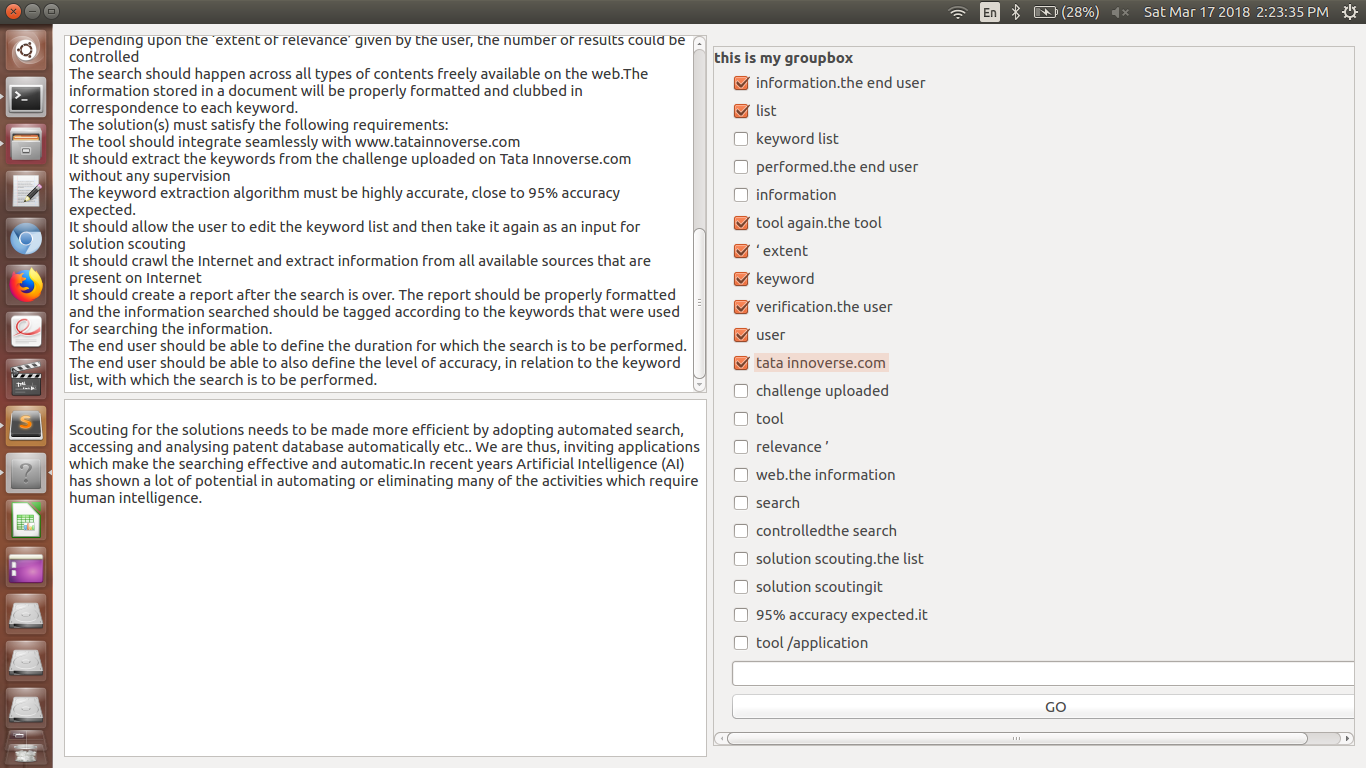 En
(28%)
Sat Mar 17 2018 2:23:35 PM
Depending upon the 'extent of relevance' given by the user, the number of results could be
controlled
The search should happen across all types of contents freely available on the web.The
information stored in a document will be properly formatted and clubbed in
correspondence to each keyword.
The solution(s) must satisfy the following requirements:
The tool should integrate seamlessly with www.tatainnoverse.com
It should extract the keywords from the challenge uploaded on Tata Innoverse.com
without any supervision
The keyword extraction algorithm must be highly accurate, close to 95% accuracy
expected.
It should allow the user to edit the keyword list and then take it again as an input for
solution scouting
It should crawl the Internet and extract information from all available sources that are
present on Internet
It should create a report after the search is over. The report should be properly formatted
and the information searched should be tagged according to the keywords that were used
for searching the information.
The end user should be able to define the duration for which the search is to be performed.
The end user should be able to also define the level of accuracy, in relation to the keyword
list, with which the search is to be performed.
Scouting for the solutions needs to be made more efficient by adopting automated search,
accessing and analysing patent database automatically etc.. We are thus, inviting applications
which make the searching effective and automatic.In recent years Artificial Intelligence (AI)
has shown a lot of potential in automating or eliminating many of the activities which require
human intelligence.
this is my groupbox
information.the end user
list
keyword list
performed.the end user
information
tool again.the tool
‘ extent
keyword
verification.the user
user
tata innoverse.com
challenge uploaded
tool
relevance ’
web.the information
search
controlledthe search
solution scouting.the list
solution scoutingit
95% accuracy expected.it
tool /application
GO